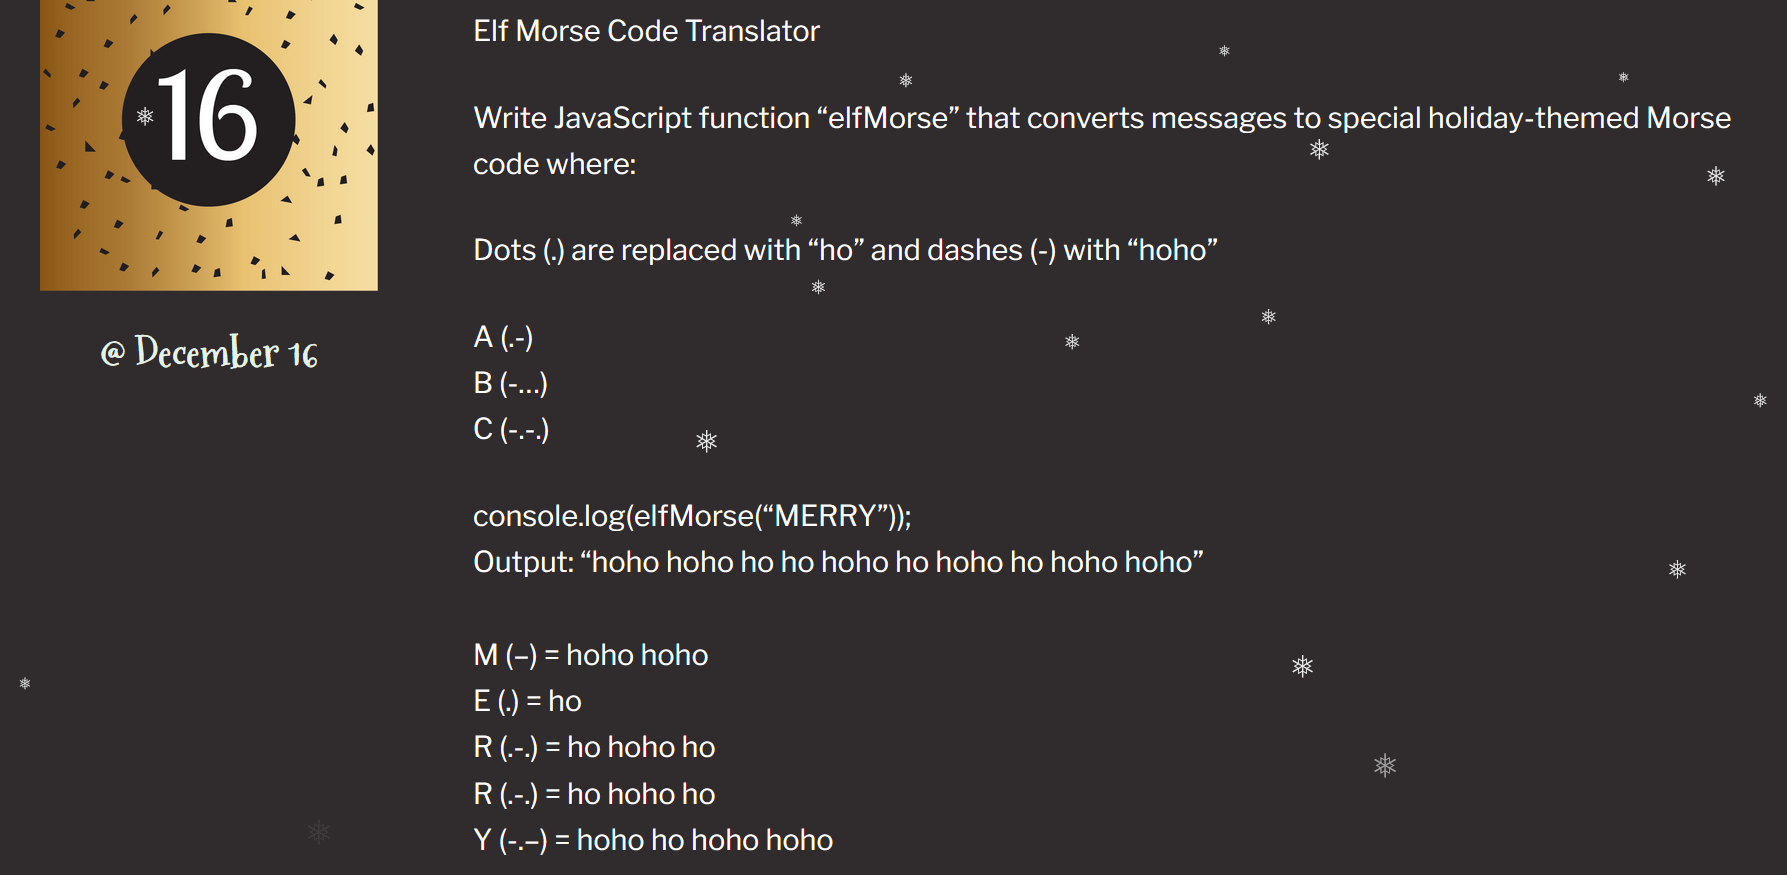 16
@ December 16
Elf Morse Code Translator
Write JavaScript function “elfMorse” that converts messages to special holiday-themed Morse
code where:
Dots (.) are replaced with “ho” and dashes (-) with “hoho”
A (.-)
B (-…)
C (-.-.)
console.log(elfMorse(“MERRY”));
Output: “hoho hoho ho ho hoho ho hoho ho hoho hoho”
M (–) = hoho hoho
E (.) = ho
R (.-.) = ho hoho ho
R (.-.) = ho hoho ho
Y (-.–) = hoho ho hoho hoho